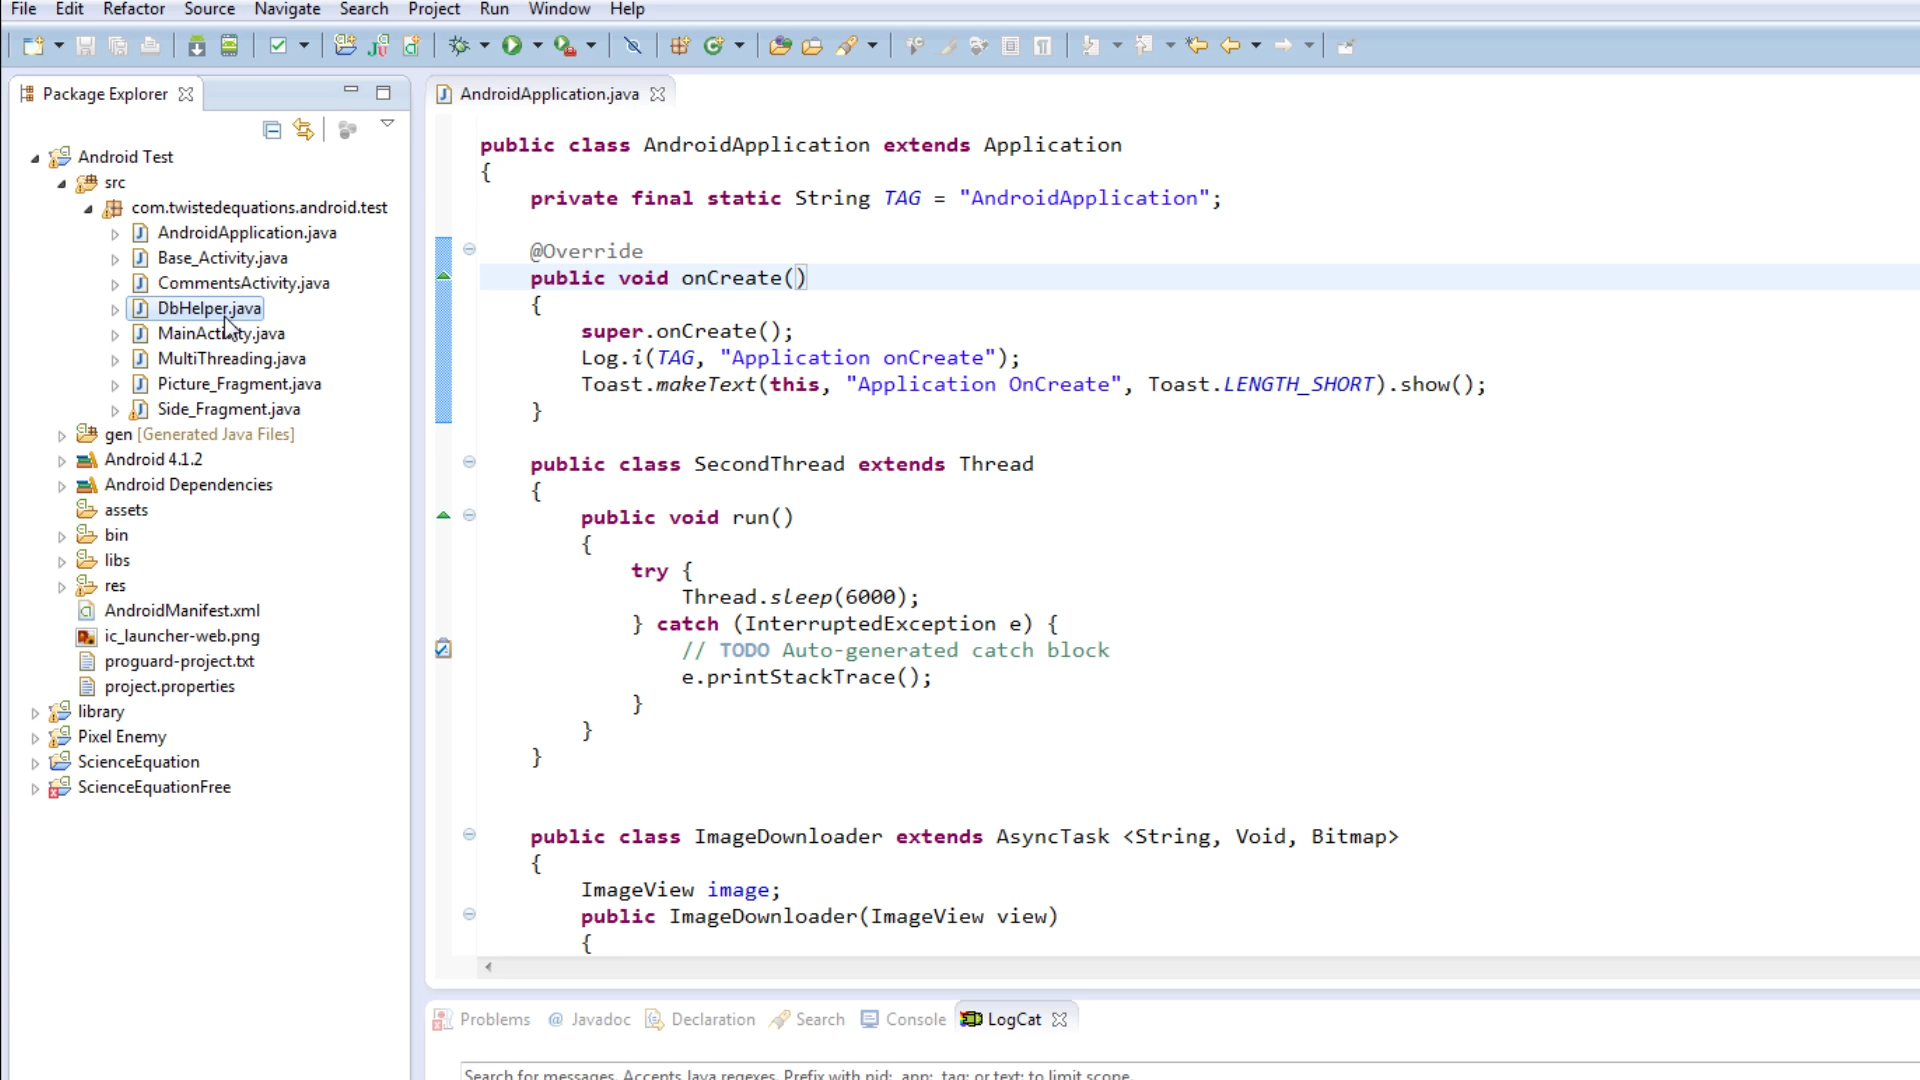 File Edit Refactor Source Navigate Search Project Run Window Help
Package Explorer
AndroidApplication.java
Android Test
src
com.twistedequations.android.test
AndroidApplication.java
Base_Activity.java
CommentsActivity.java
DbHelper.java
MainActivity.java
MultiThreading.java
Picture_Fragment.java
Side_Fragment.java
gen [Generated Java Files]
Android 4.1.2
Android Dependencies
assets
bin
libs
res
AndroidManifest.xml
ic_launcher-web.png
proguard-project.txt
project.properties
library
Pixel Enemy
ScienceEquation
ScienceEquationFree
public class AndroidApplication extends Application
{
private final static String TAG = "AndroidApplication";
@Override
public void onCreate()
{
super.onCreate();
Log.i(TAG, "Application onCreate");
Toast.makeText(this, "Application OnCreate", Toast.LENGTH_SHORT).show();
}
public class SecondThread extends Thread
{
public void run()
{
try {
Thread.sleep(6000);
} catch (InterruptedException e) {
// TODO Auto-generated catch block
e.printStackTrace();
}
}
}
public class ImageDownloader extends AsyncTask <String, Void, Bitmap>
{
ImageView image;
public ImageDownloader(ImageView view)
{
Problems @ Javadoc Declaration Search Console LogCat
Search for messages. Accepts Java regexes. Prefix with pid:, app:, tag: or text: to limit scope.